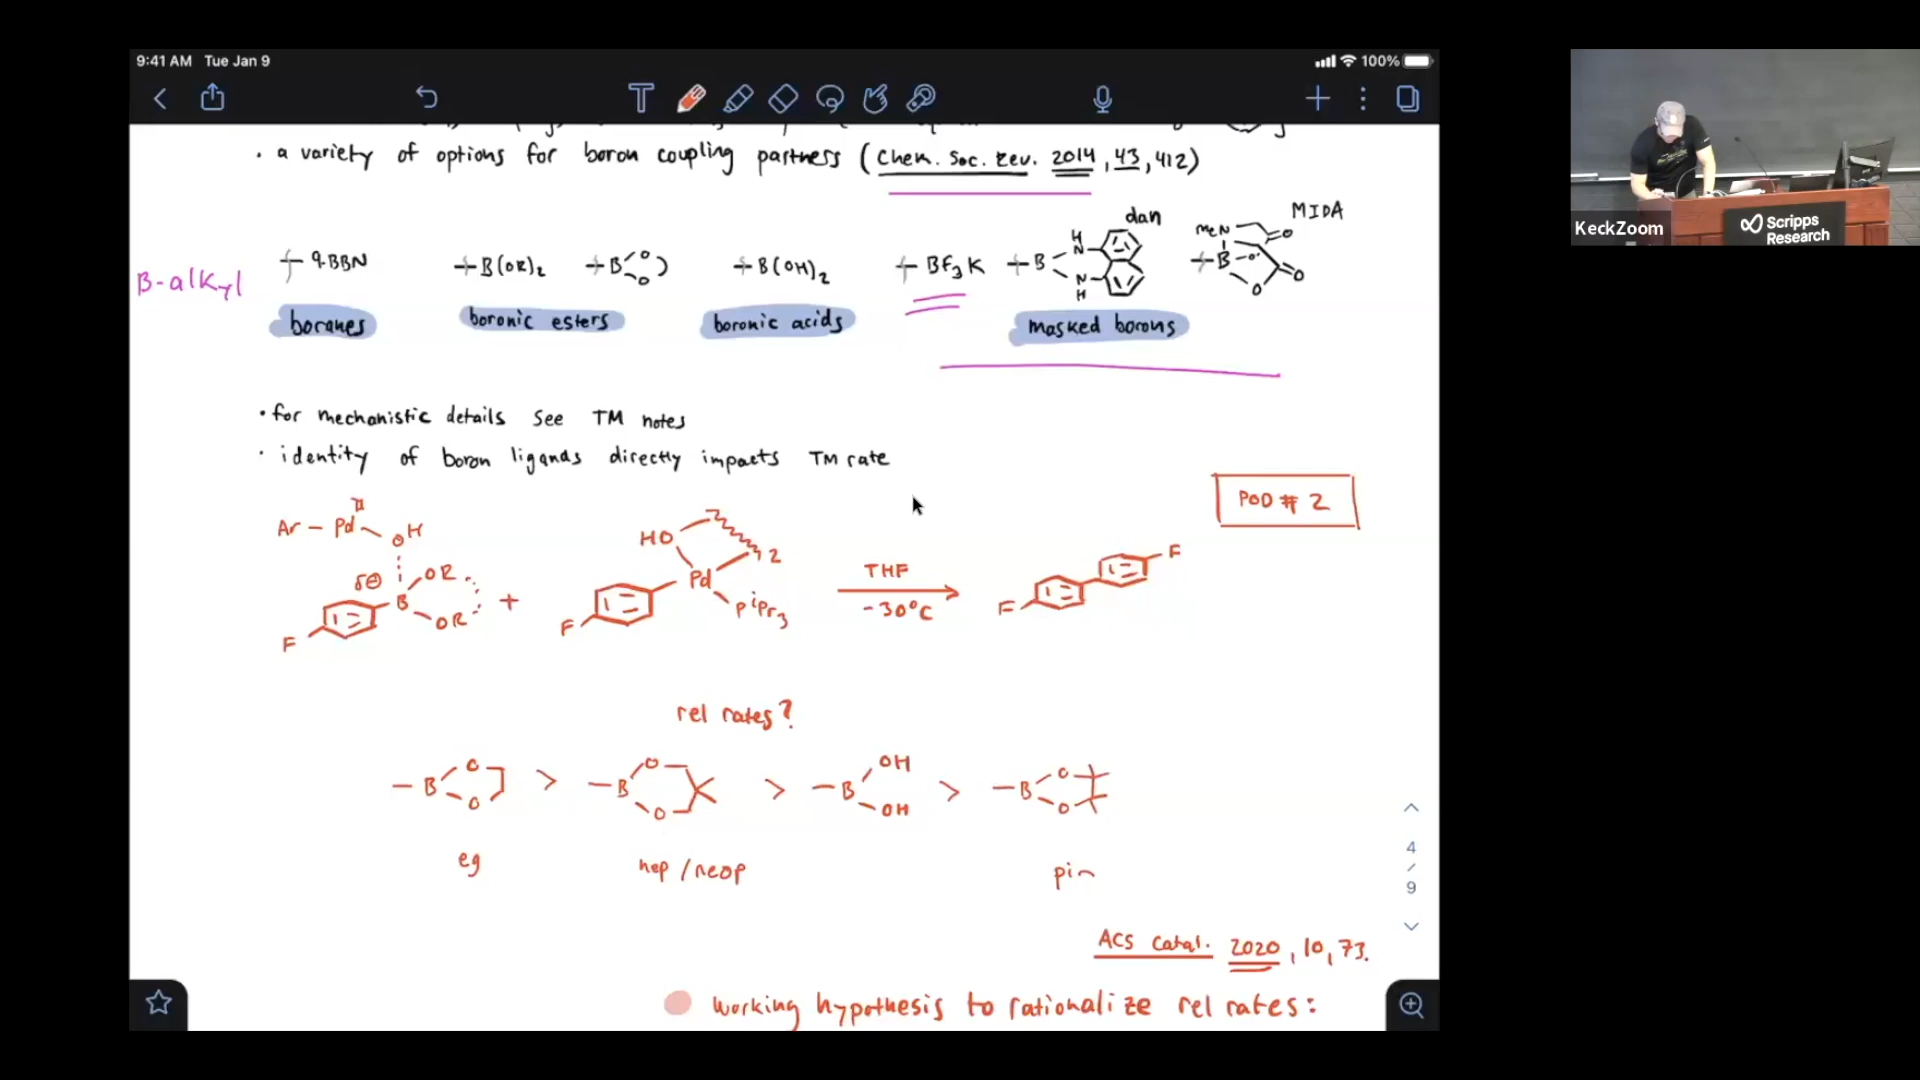 9:41 AM Tue Jan 9
100%
• a variety of options for boron coupling partners (Chem. Soc. Rev. 2014, 43, 412)
B-alkyl
9-BBN
B(OR)2
B
O
O
B(OH)2
BF3K
B
H
N
N
H
dan
MeN
B
O
O
O
O
MIDA
boranes
boronic esters
boronic acids
masked borons
• for mechanistic details see TM notes
• identity of boron ligands directly impacts TM rate
POD # 2
Ar - Pd II
OH
δ⊖
B
OR
OR
F
+
HO
2
Pd
PiPr3
F
THF
-30°C
F
F
rel rates?
B
O
O
>
B
O
O
>
B
OH
OH
>
B
O
O
eg
nep / neop
pin
4
/
9
ACS Catal. 2020, 10, 73.
working hypothesis to rationalize rel rates:
KeckZoom
Scripps
Research